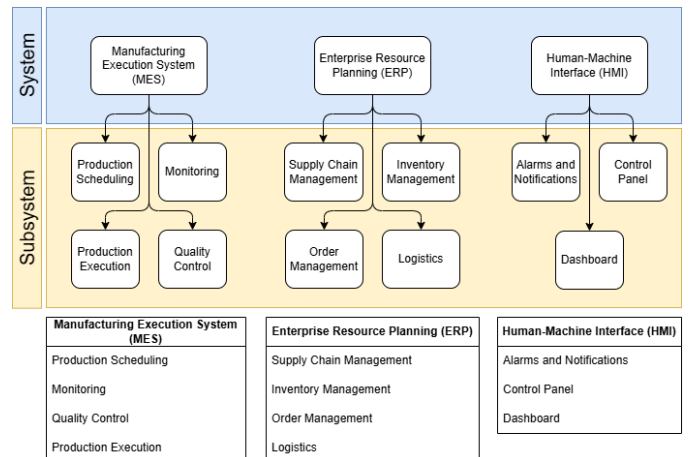 System
Manufacturing
Execution System
(MES)
Enterprise Resource
Planning (ERP)
Human-Machine
Interface (HMI)
Subsystem
Production
Scheduling
Monitoring
Supply Chain
Management
Inventory
Management
Alarms and
Notifications
Control
Panel
Production
Execution
Quality
Control
Order
Management
Logistics
Dashboard
Manufacturing Execution System
(MES)
Production Scheduling
Monitoring
Quality Control
Production Execution
Enterprise Resource Planning (ERP)
Supply Chain Management
Inventory Management
Order Management
Logistics
Human-Machine Interface (HMI)
Alarms and Notifications
Control Panel
Dashboard